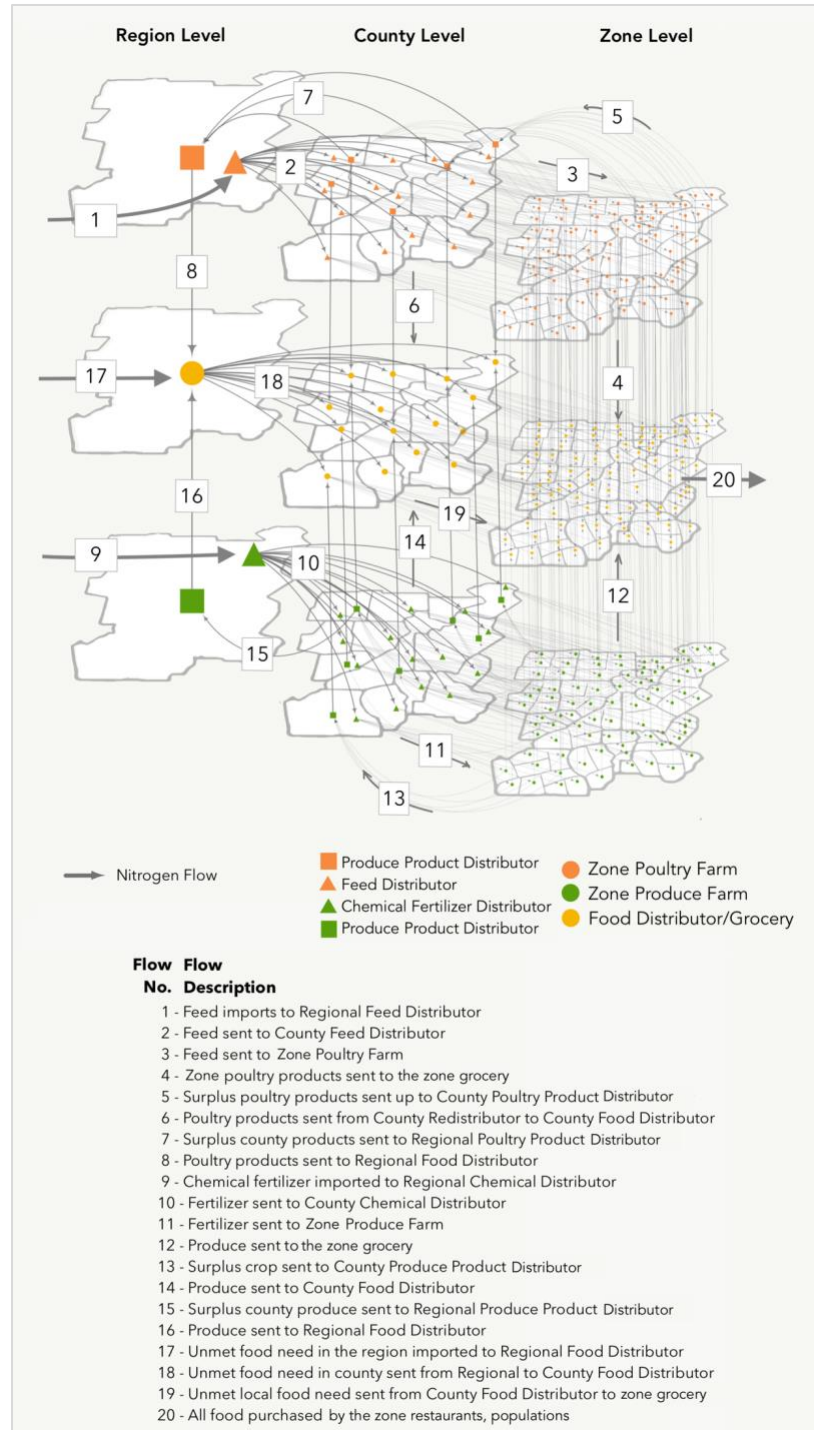 Region Level
County Level
Zone Level
7
5
2
3
1
8
6
17
18
4
20
16
19
14
9
10
12
15
11
13
Nitrogen Flow
Produce Product Distributor
Feed Distributor
Chemical Fertilizer Distributor
Produce Product Distributor
Zone Poultry Farm
Zone Produce Farm
Food Distributor/Grocery
Flow Flow
No. Description
1 - Feed imports to Regional Feed Distributor
2 - Feed sent to County Feed Distributor
3 - Feed sent to Zone Poultry Farm
4 - Zone poultry products sent to the zone grocery
5 - Surplus poultry products sent up to County Poultry Product Distributor
6 - Poultry products sent from County Redistributor to County Food Distributor
7 - Surplus county products sent to Regional Poultry Product Distributor
8 - Poultry products sent to Regional Food Distributor
9 - Chemical fertilizer imported to Regional Chemical Distributor
10 - Fertilizer sent to County Chemical Distributor
11 - Fertilizer sent to Zone Produce Farm
12 - Produce sent to the zone grocery
13 - Surplus crop sent to County Produce Product Distributor
14 - Produce sent to County Food Distributor
15 - Surplus county produce sent to Regional Produce Product Distributor
16 - Produce sent to Regional Food Distributor
17 - Unmet food need in the region imported to Regional Food Distributor
18 - Unmet food need in county sent from Regional to County Food Distributor
19 - Unmet local food need sent from County Food Distributor to zone grocery
20 - All food purchased by the zone restaurants, populations